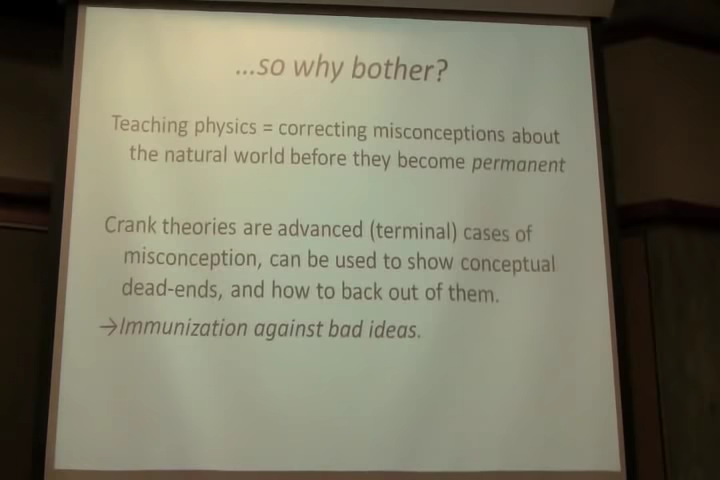 ...so why bother?
Teaching physics = correcting misconceptions about
the natural world before they become permanent
Crank theories are advanced (terminal) cases of
misconception, can be used to show conceptual
dead-ends, and how to back out of them.
→Immunization against bad ideas.